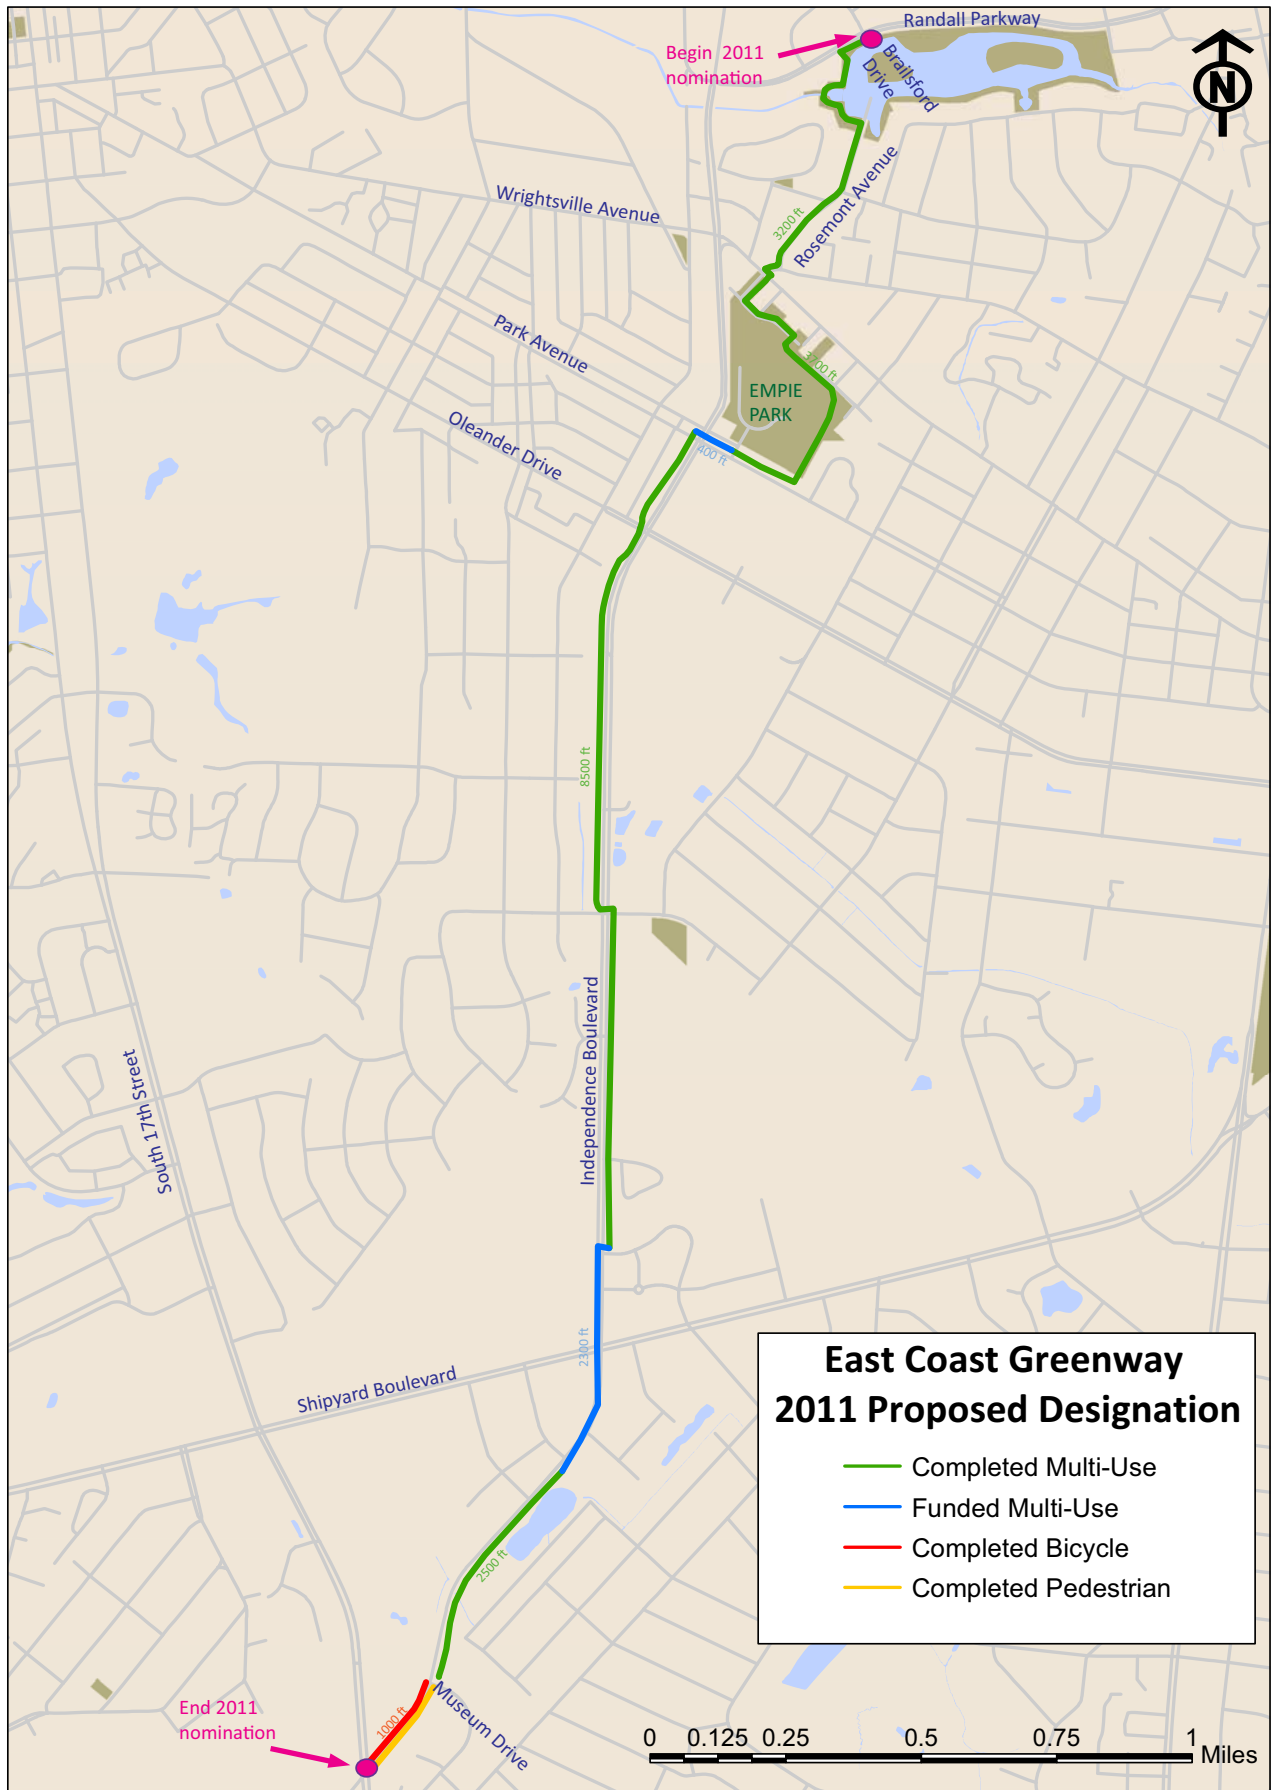 Randall Parkway
Begin 2011
nomination
Brailsford
Drive
N
Rosemont Avenue
Wrightsville Avenue
3200 ft
Park Avenue
3700 ft
EMPIE
PARK
Oleander Drive
400 ft
8500 ft
Independence Boulevard
South 17th Street
2300 ft
Shipyard Boulevard
East Coast Greenway
2011 Proposed Designation
Completed Multi-Use
Funded Multi-Use
Completed Bicycle
Completed Pedestrian
2500 ft
Museum Drive
End 2011
nomination
1000 ft
0 0.125 0.25 0.5 0.75 1
Miles